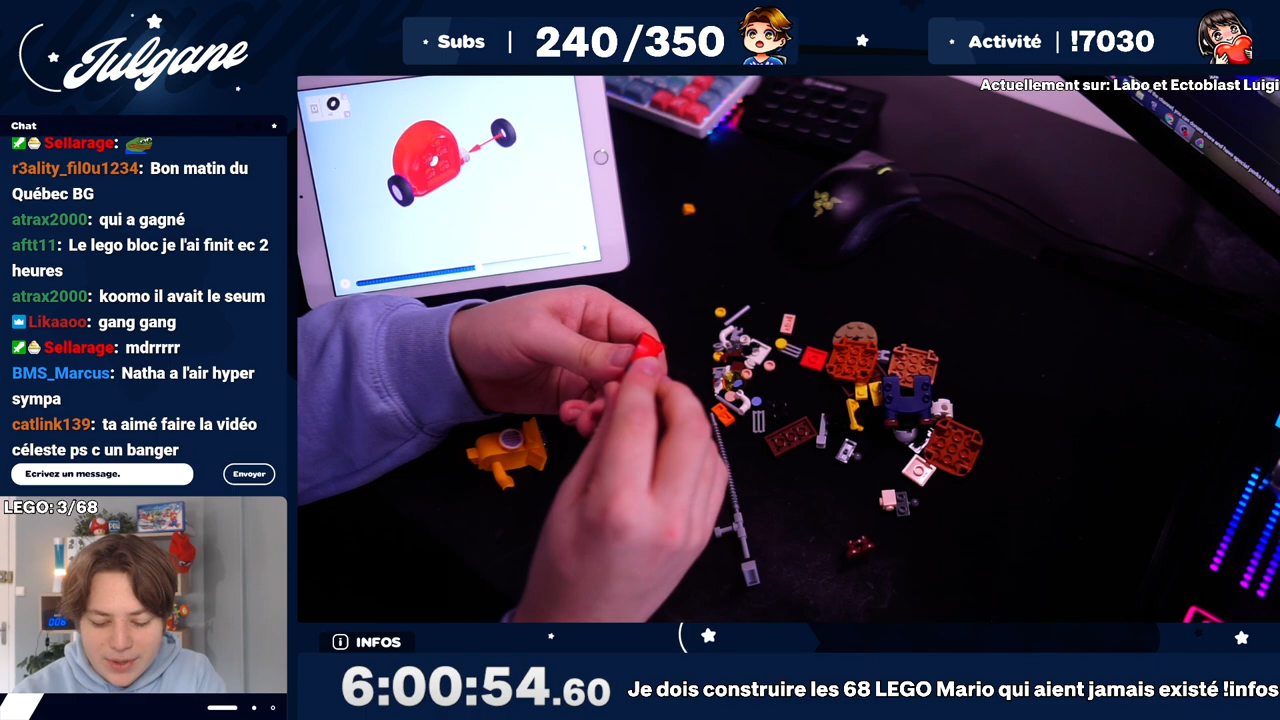 Julgane
Subs | 240/350
Activité | !7030
Actuellement sur: Labo et Ectoblast Luigi
Chat
Sellarage:
r3ality_fil0u1234: Bon matin du
Québec BG
atrax2000: qui a gagné
aftt11: Le lego bloc je l'ai finit ec 2
heures
atrax2000: koomo il avait le seum
Likaaoo: gang gang
Sellarage: mdrrrrr
BMS_Marcus: Natha a l'air hyper
sympa
catlink139: ta aimé faire la vidéo
céleste ps c un banger
Ecrivez un message.
Envoyer
LEGO: 3/68
INFOS
6:00:54.60
Je dois construire les 68 LEGO Mario qui aient jamais existé !infos